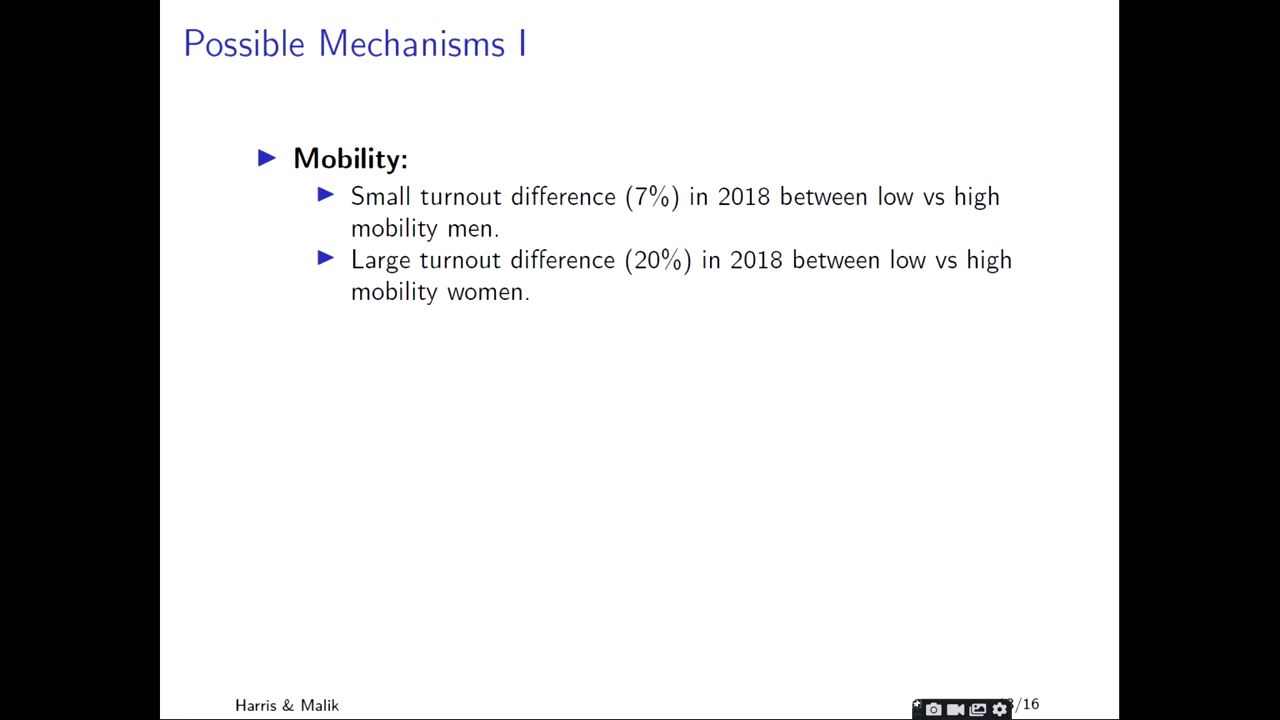 Possible Mechanisms I
Mobility:
Small turnout difference (7%) in 2018 between low vs high
mobility men.
Large turnout difference (20%) in 2018 between low vs high
mobility women.
Harris & Malik
/16